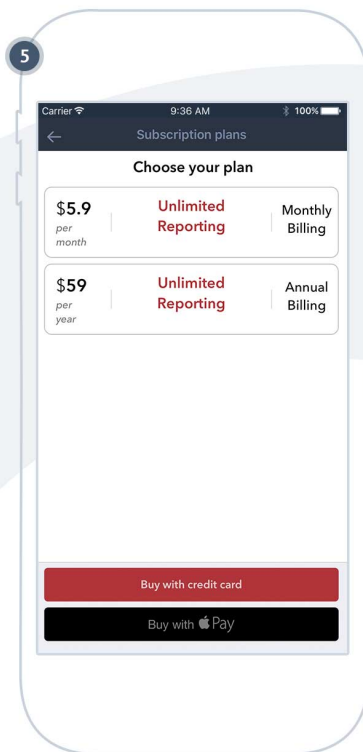 5
Carrier 9:36 AM 100%
Subscription plans
Choose your plan
$5.9
per
month
Unlimited
Reporting
Monthly
Billing
$59
per
year
Unlimited
Reporting
Annual
Billing
Buy with credit card
Buy with Pay